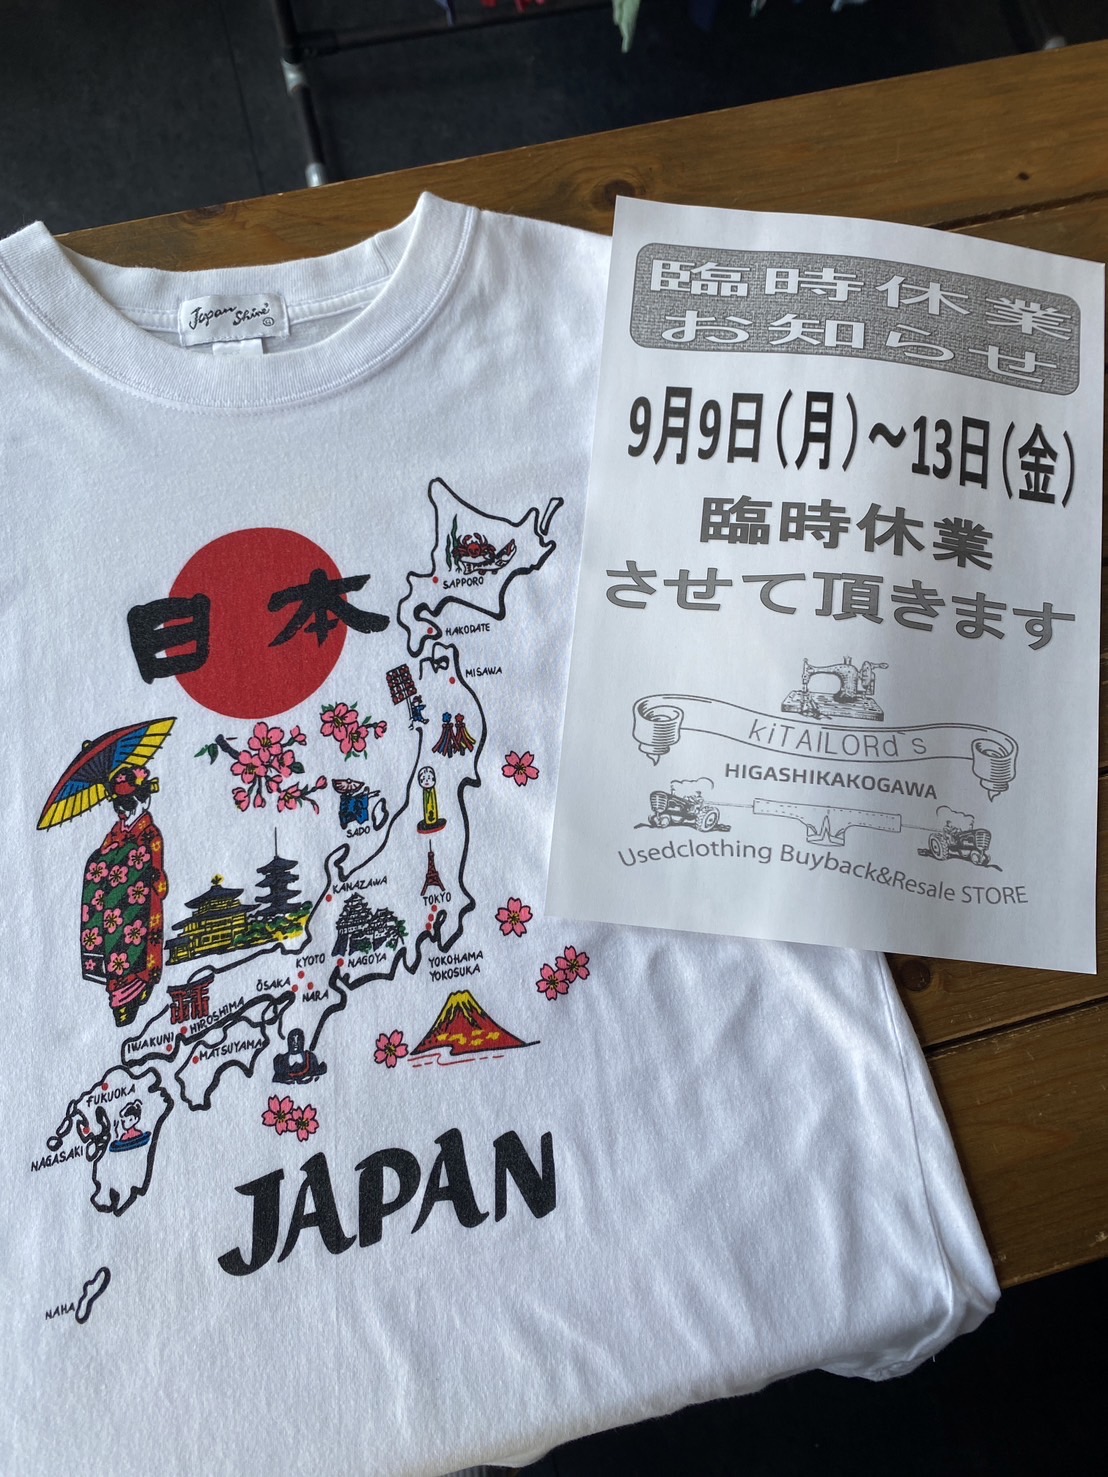 Japan
Shine
日本
SAPPORO
HAKODATE
MISAWA
SADO
KANAZAWA
TOKYO
KYOTO
NAGOYA
YOKOHAMA
YOKOSUKA
ŌSAKA
NARA
HIROSHIMA
IWAKUNI
MATSUYAMA
FUKUOKA
NAGASAKI
JAPAN
NAHA
臨時休業
お知らせ
9月9日(月)~13日(金)
臨時休業
させて頂きます
kiTAILORd`s
HIGASHIKAKOGAWA
Usedclothing Buyback&Resale STORE